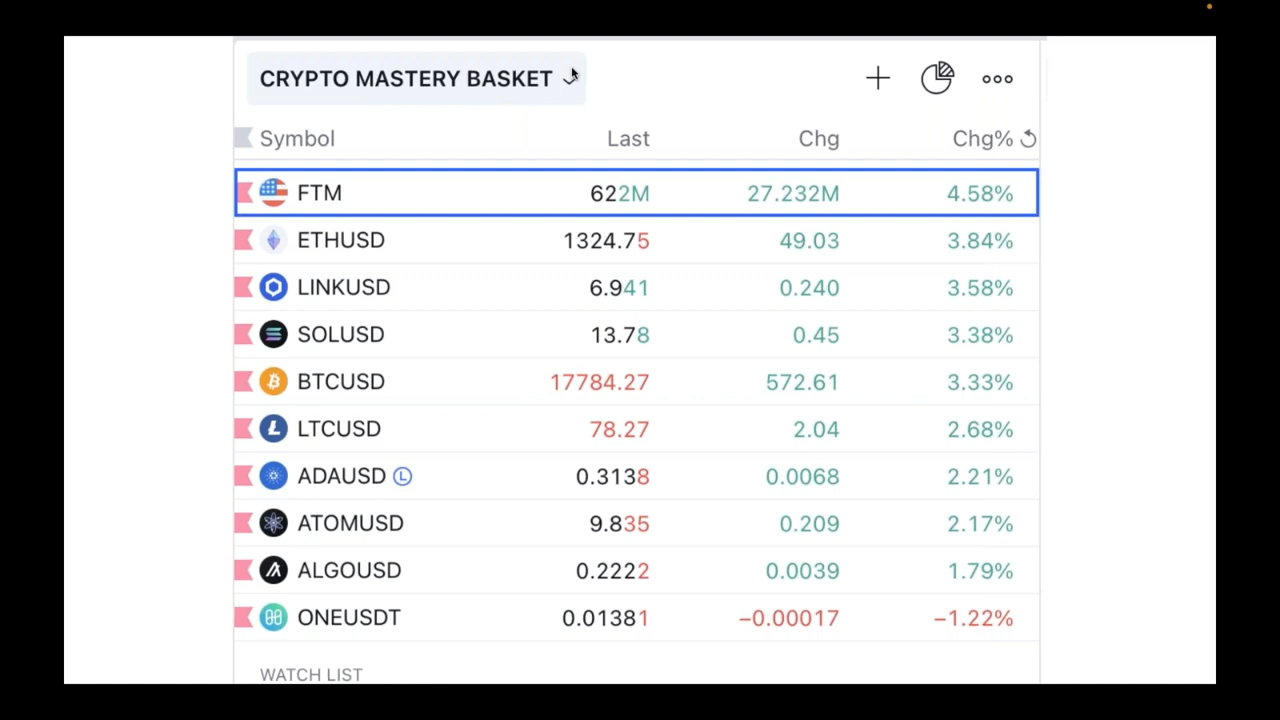 CRYPTO MASTERY BASKET
Symbol Last Chg Chg%
FTM 622M 27.232M 4.58%
ETHUSD 1324.75 49.03 3.84%
LINKUSD 6.941 0.240 3.58%
SOLUSD 13.78 0.45 3.38%
BTCUSD 17784.27 572.61 3.33%
LTCUSD 78.27 2.04 2.68%
ADAUSD L 0.3138 0.0068 2.21%
ATOMUSD 9.835 0.209 2.17%
ALGOUSD 0.2222 0.0039 1.79%
ONEUSDT 0.01381 −0.00017 −1.22%
WATCH LIST